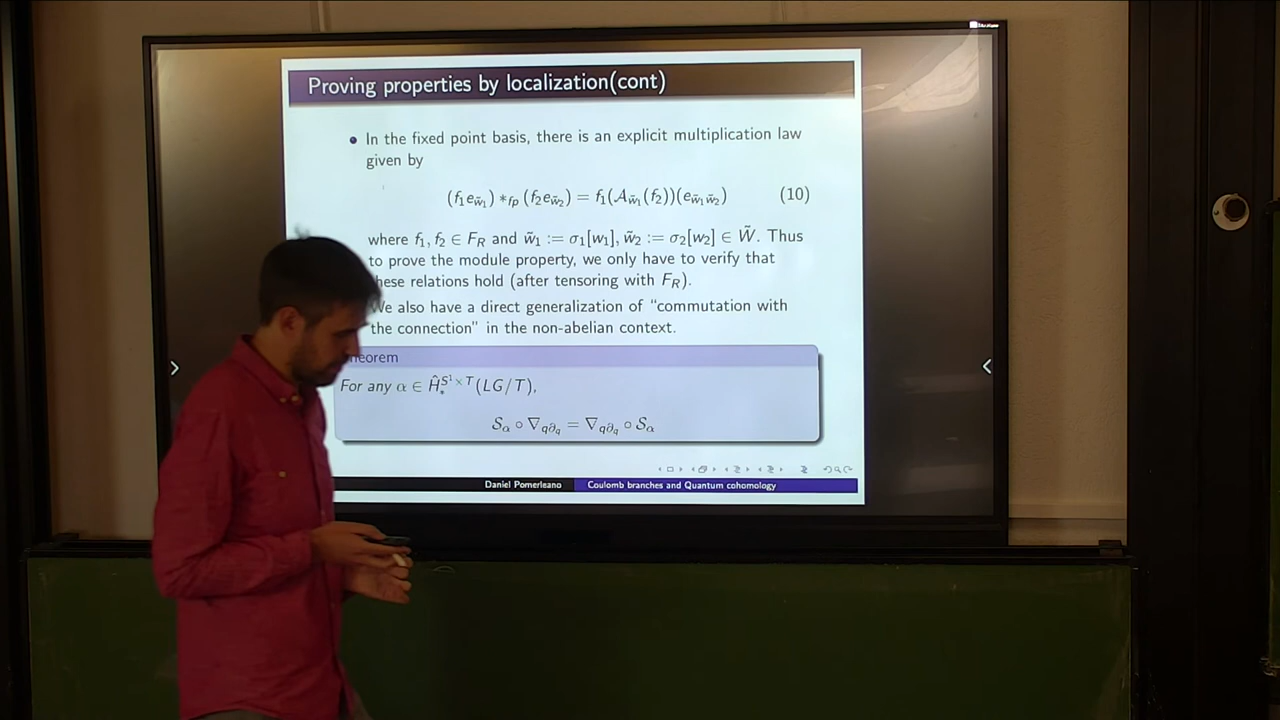 Proving properties by localization(cont)
• In the fixed point basis, there is an explicit multiplication law
given by
(f₁e_{w̃₁}) *_{fp} (f₂e_{w̃₂}) = f₁(𝒜_{w̃₁}(f₂))(e_{w̃₁w̃₂}) (10)
where f₁, f₂ ∈ F_R and w̃₁ := σ₁[w₁], w̃₂ := σ₂[w₂] ∈ W̃. Thus
to prove the module property, we only have to verify that
these relations hold (after tensoring with F_R).
We also have a direct generalization of "commutation with
the connection" in the non-abelian context.
Theorem
For any α ∈ Ĥ_*^{S¹×T}(LG/T),
𝒮_α ∘ ∇_{q∂_q} = ∇_{q∂_q} ∘ 𝒮_α
Daniel Pomerleano Coulomb branches and Quantum cohomology